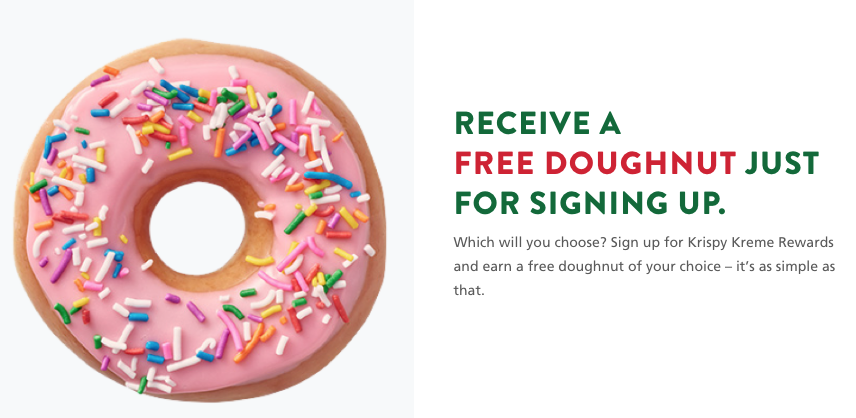 RECEIVE A
FREE DOUGHNUT JUST
FOR SIGNING UP.
Which will you choose? Sign up for Krispy Kreme Rewards
and earn a free doughnut of your choice – it’s as simple as
that.